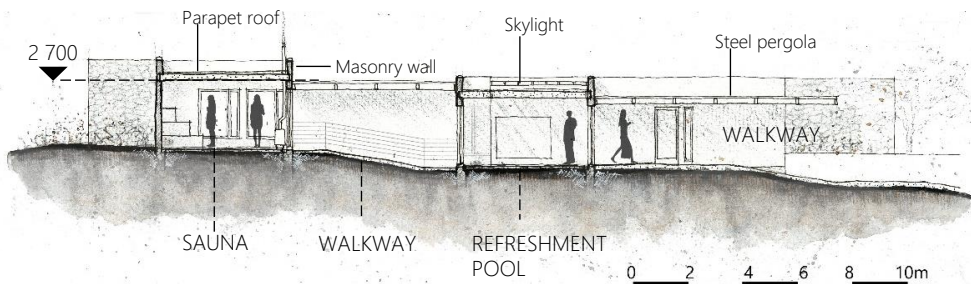 Parapet roof
Skylight
Steel pergola
2 700
Masonry wall
WALKWAY
SAUNA
WALKWAY
REFRESHMENT
POOL
0 2 4 6 8 10m